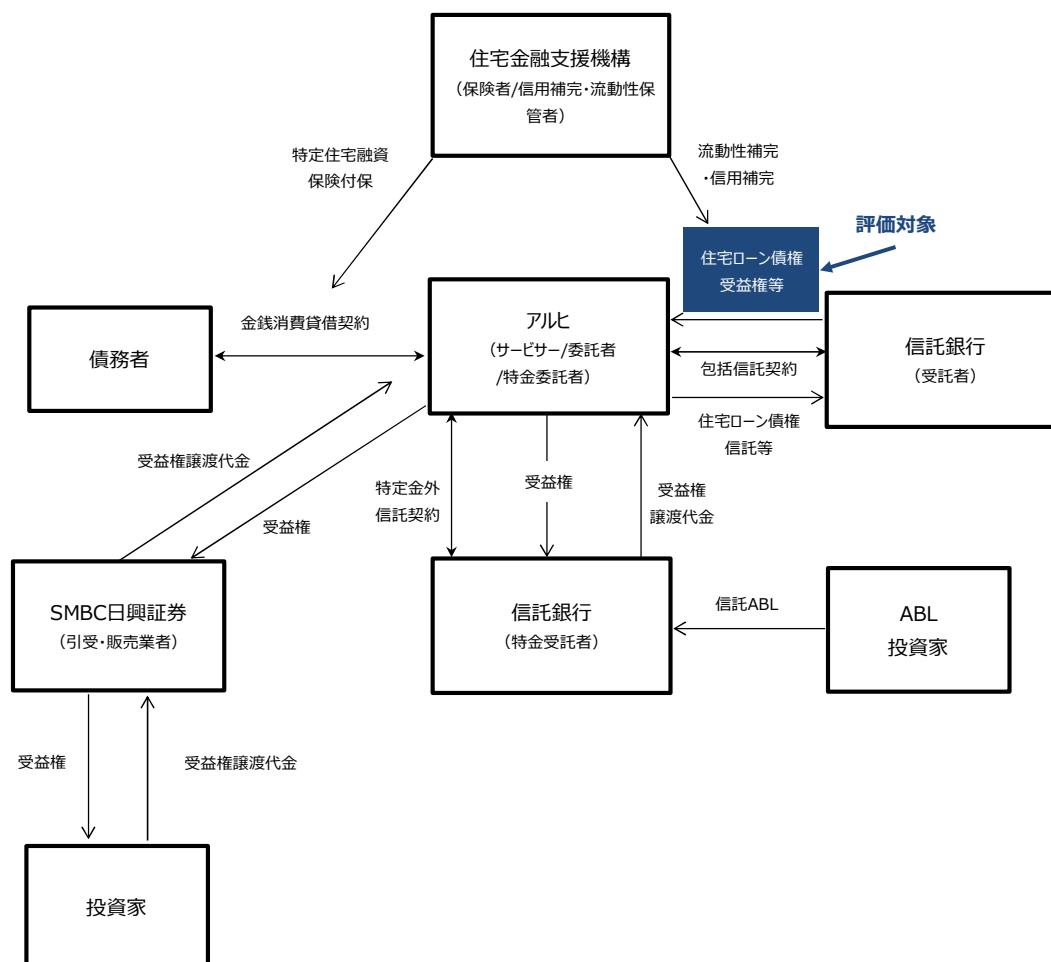 住宅金融支援機構
（保険者/信用補完・流動性保
管者）
特定住宅融資
保険付保
流動性補完
・信用補完
評価対象
住宅ローン債権
受益権等
債務者
金銭消費貸借契約
アルヒ
（サービサー/委託者
/特金委託者）
包括信託契約
信託銀行
（受託者）
住宅ローン債権
信託等
受益権譲渡代金
受益権
特定金外
信託契約
受益権
受益権
譲渡代金
SMBC日興証券
（引受・販売業者）
信託銀行
（特金受託者）
信託ABL
ABL
投資家
受益権
受益権譲渡代金
投資家